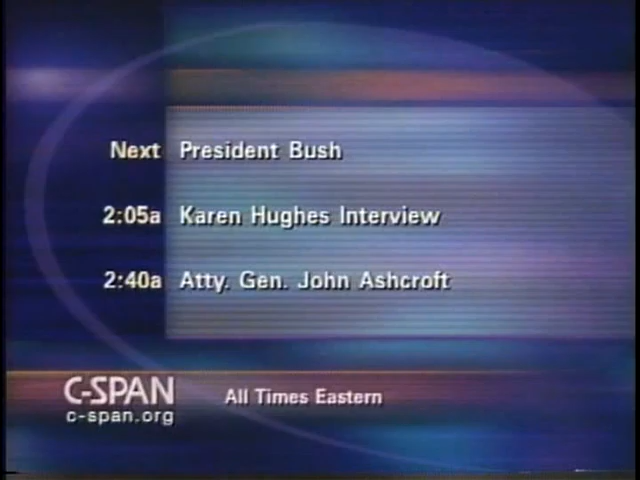 Next President Bush
2:05a Karen Hughes Interview
2:40a Atty. Gen. John Ashcroft
C-SPAN
c-span.org
All Times Eastern